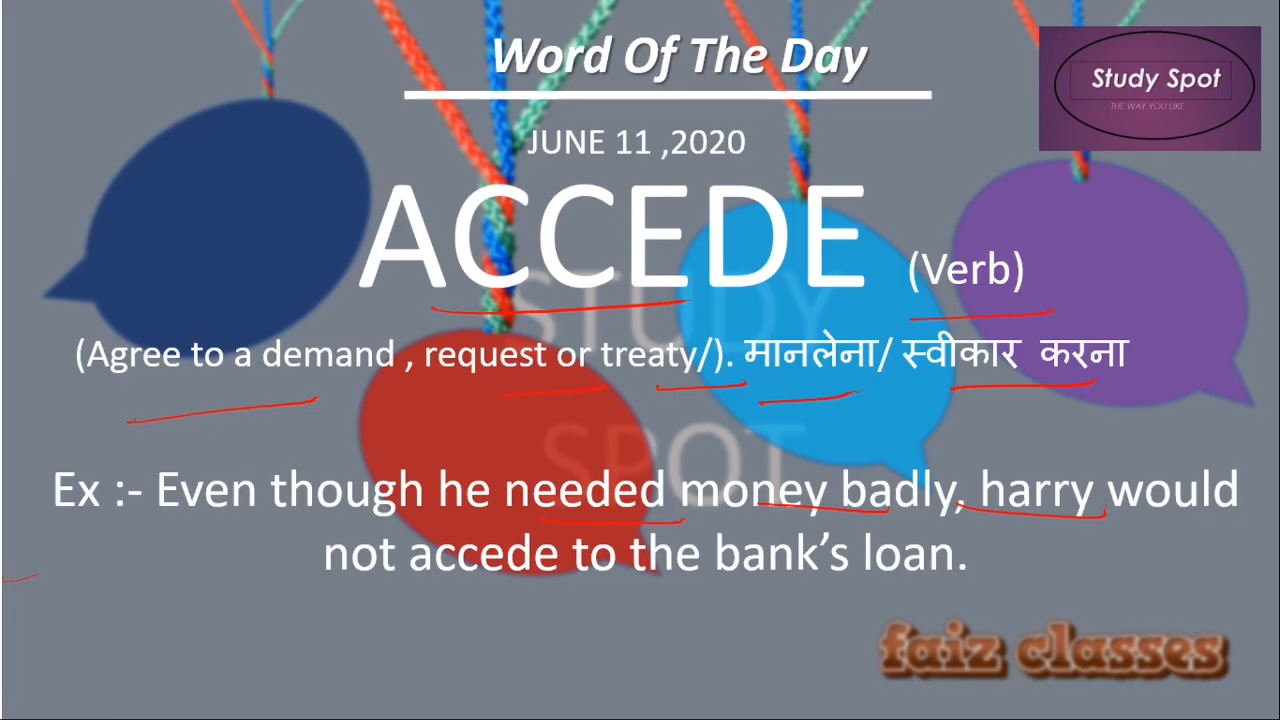 Word Of The Day
Study Spot
THE WAY YOU LIKE
JUNE 11 ,2020
ACCEDE (Verb)
STUDY
(Agree to a demand , request or treaty/). मानलेना/ स्वीकार करना
SPOT
Ex :- Even though he needed money badly, harry would
not accede to the bank’s loan.
faiz classes